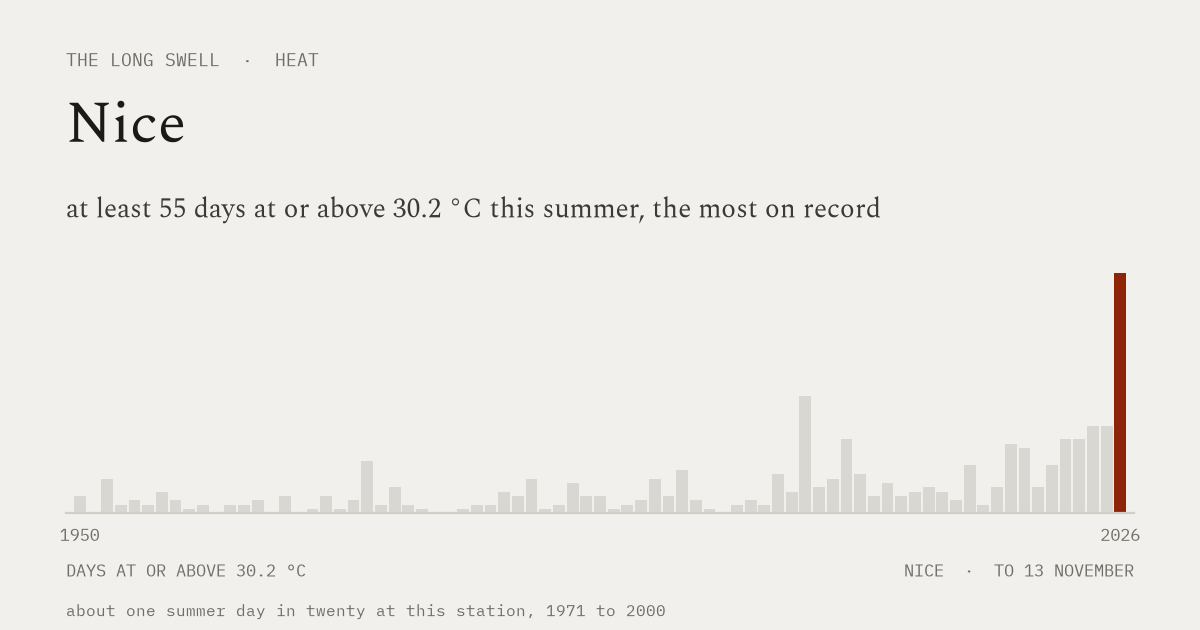 THE LONG SWELL · HEAT
Nice
at least 55 days at or above 30.2 °C this summer, the most on record
1950
2026
DAYS AT OR ABOVE 30.2 °C
NICE · TO 13 NOVEMBER
about one summer day in twenty at this station, 1971 to 2000